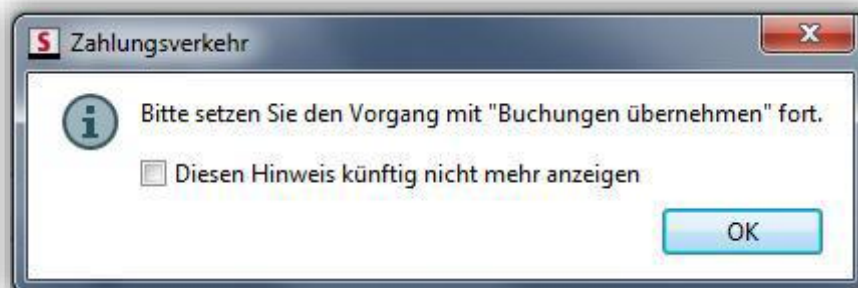 S Zahlungsverkehr
Bitte setzen Sie den Vorgang mit "Buchungen übernehmen" fort.
Diesen Hinweis künftig nicht mehr anzeigen
OK